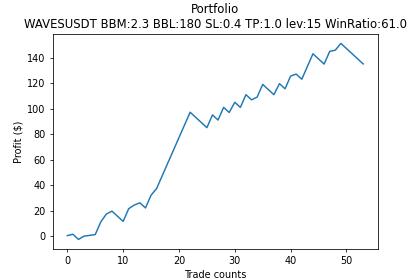 Portfolio
WAVESUSDT BBM:2.3 BBL:180 SL:0.4 TP:1.0 lev:15 WinRatio:61.0
140
120
100
80
60
40
20
0
Profit ($)
0 10 20 30 40 50
Trade counts